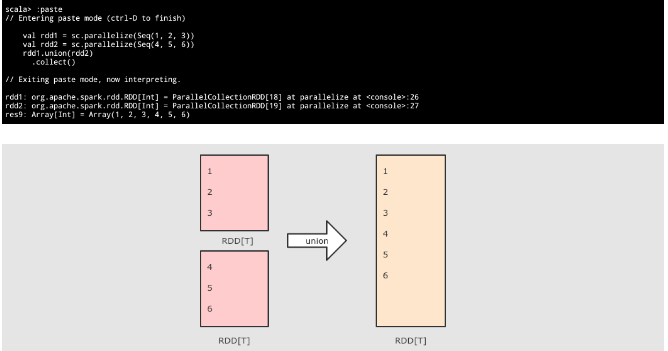 scala> :paste
// Entering paste mode (ctrl-D to finish)
val rdd1 = sc.parallelize(Seq(1, 2, 3))
val rdd2 = sc.parallelize(Seq(4, 5, 6))
rdd1.union(rdd2)
.collect()
// Exiting paste mode, now interpreting.
rdd1: org.apache.spark.rdd.RDD[Int] = ParallelCollectionRDD[18] at parallelize at <console>:26
rdd2: org.apache.spark.rdd.RDD[Int] = ParallelCollectionRDD[19] at parallelize at <console>:27
res9: Array[Int] = Array(1, 2, 3, 4, 5, 6)
1
2
3
RDD[T]
4
5
6
RDD[T]
union
1
2
3
4
5
6
RDD[T]